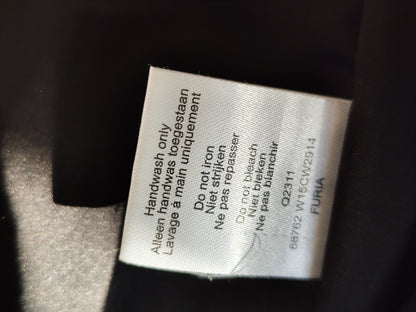 Handwash only
Alleen handwas toegestaan
Lavage à main uniquement
Do not iron
Niet strijken
Ne pas repasser
Do not bleach
Niet bleken
Ne pas blanchir
Q2311
68762 W15CW2914
FURIA